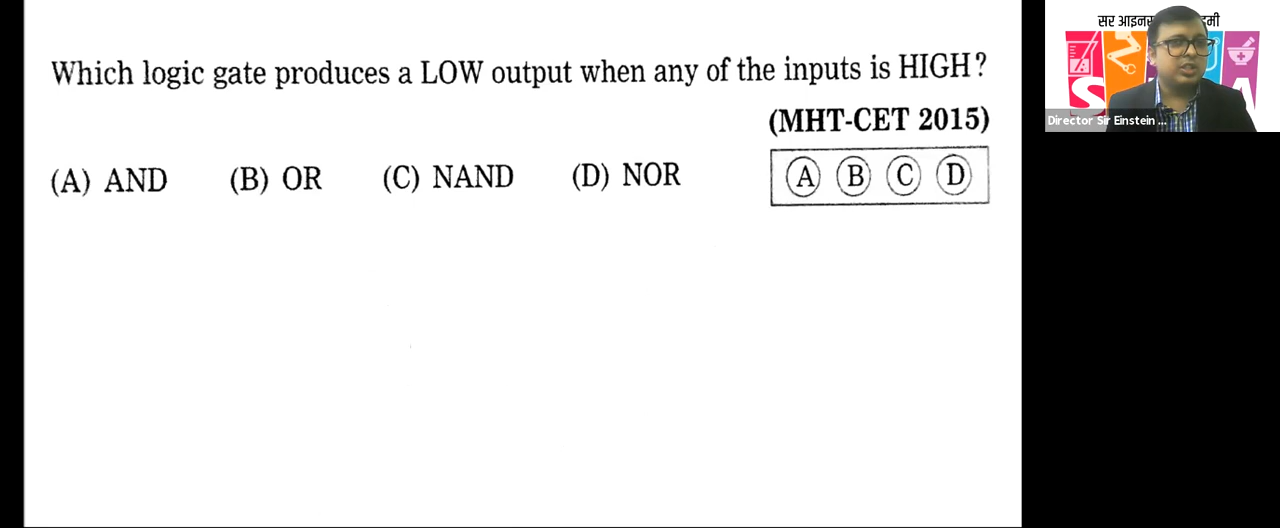 Which logic gate produces a LOW output when any of the inputs is HIGH?
(MHT-CET 2015)
(A) AND (B) OR (C) NAND (D) NOR
A B C D
सर आइनस
S A
Director Sir Einstein ...